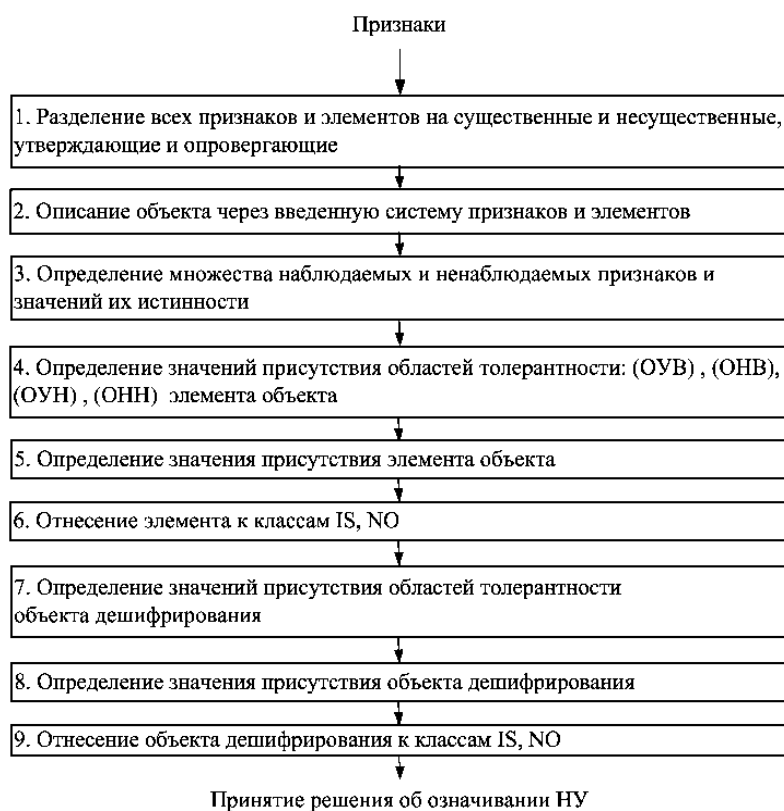 Признаки
1. Разделение всех признаков и элементов на существенные и несущественные,
утверждающие и опровергающие
2. Описание объекта через введенную систему признаков и элементов
3. Определение множества наблюдаемых и ненаблюдаемых признаков и
значений их истинности
4. Определение значений присутствия областей толерантности: (ОУВ) , (ОНВ),
(ОУН) , (ОНН) элемента объекта
5. Определение значения присутствия элемента объекта
6. Отнесение элемента к классам IS, NO
7. Определение значений присутствия областей толерантности
объекта дешифрирования
8. Определение значения присутствия объекта дешифрирования
9. Отнесение объекта дешифрирования к классам IS, NO
Принятие решения об означивании НУ